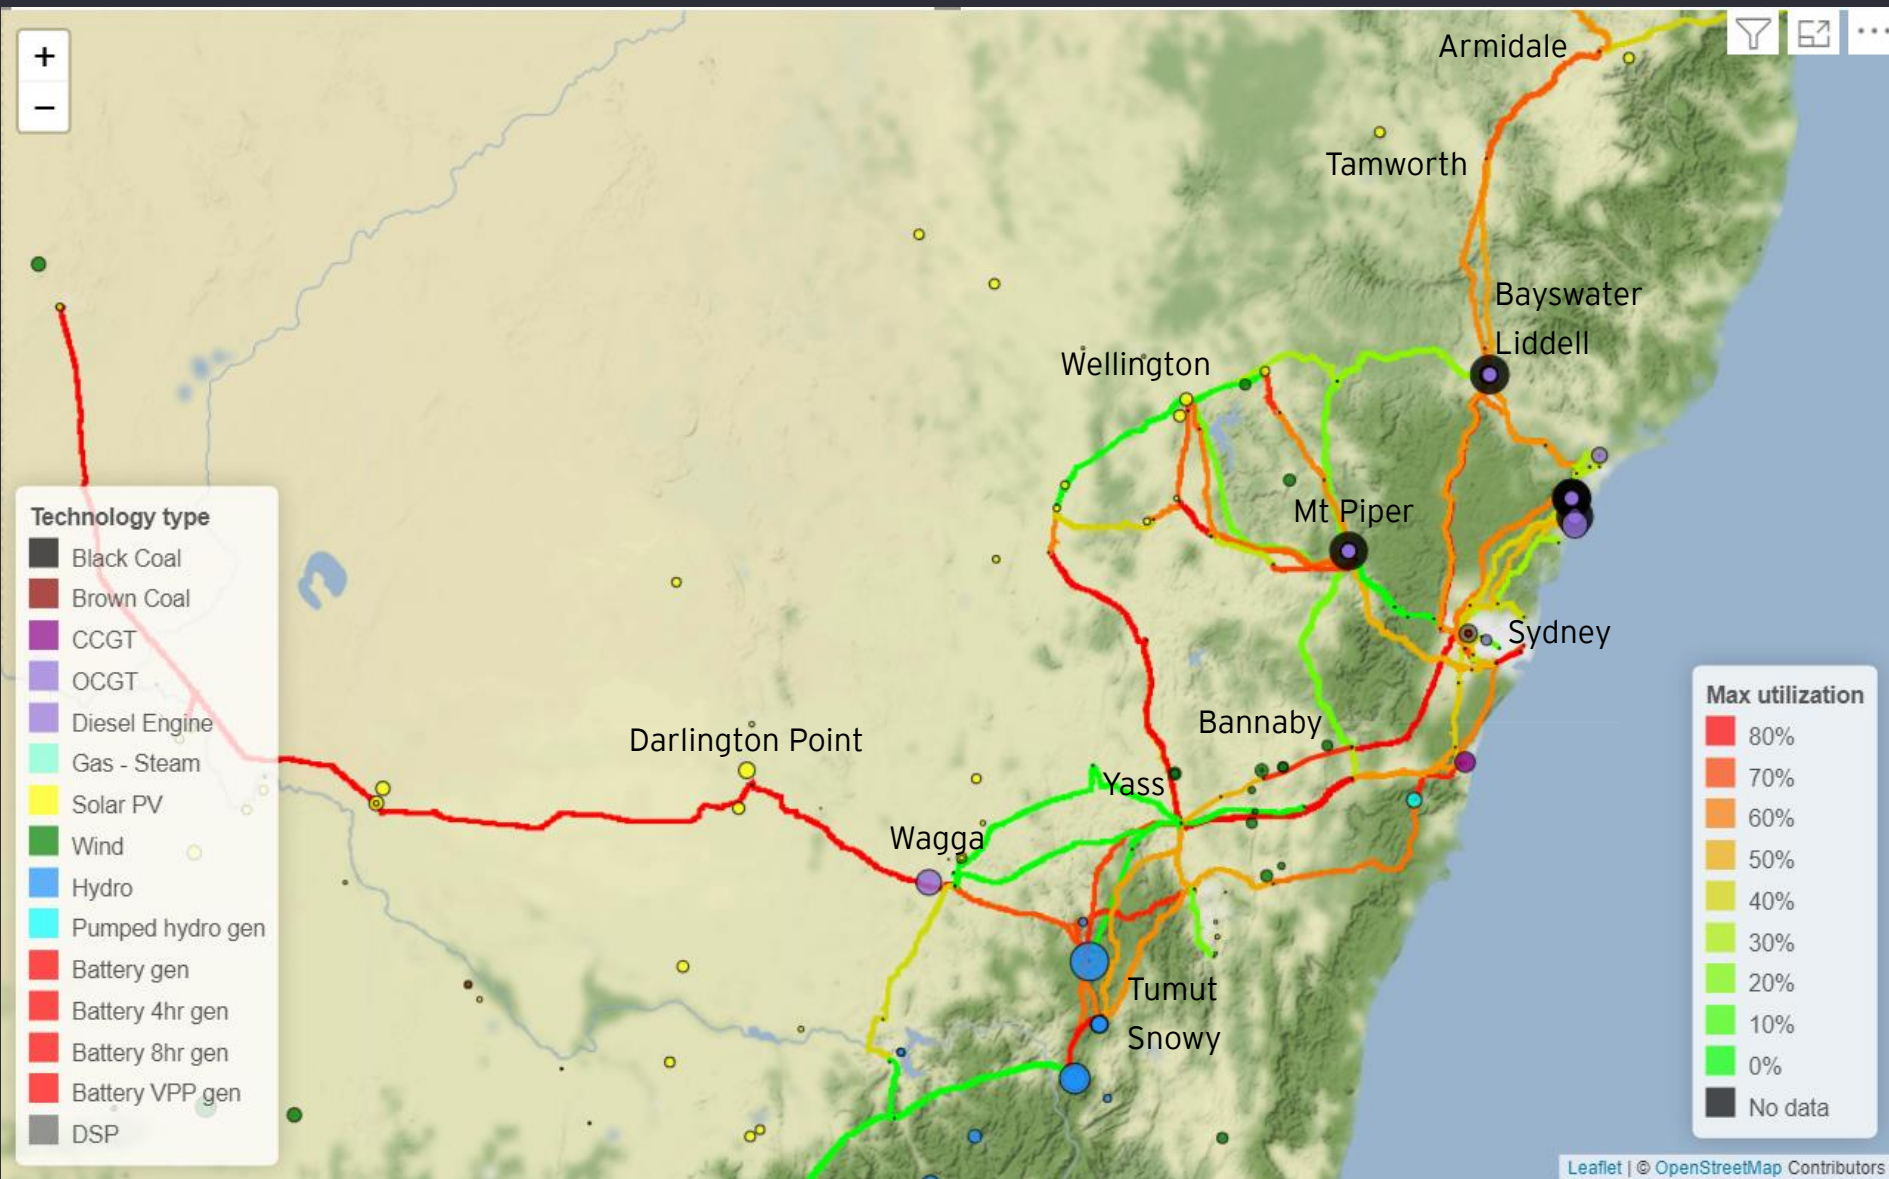 +
−
Armidale
Tamworth
Bayswater
Liddell
Wellington
Mt Piper
Sydney
Bannaby
Darlington Point
Yass
Wagga
Tumut
Snowy
Technology type
Black Coal
Brown Coal
CCGT
OCGT
Diesel Engine
Gas - Steam
Solar PV
Wind
Hydro
Pumped hydro gen
Battery gen
Battery 4hr gen
Battery 8hr gen
Battery VPP gen
DSP
Max utilization
80%
70%
60%
50%
40%
30%
20%
10%
0%
No data
Leaflet | © OpenStreetMap Contributors